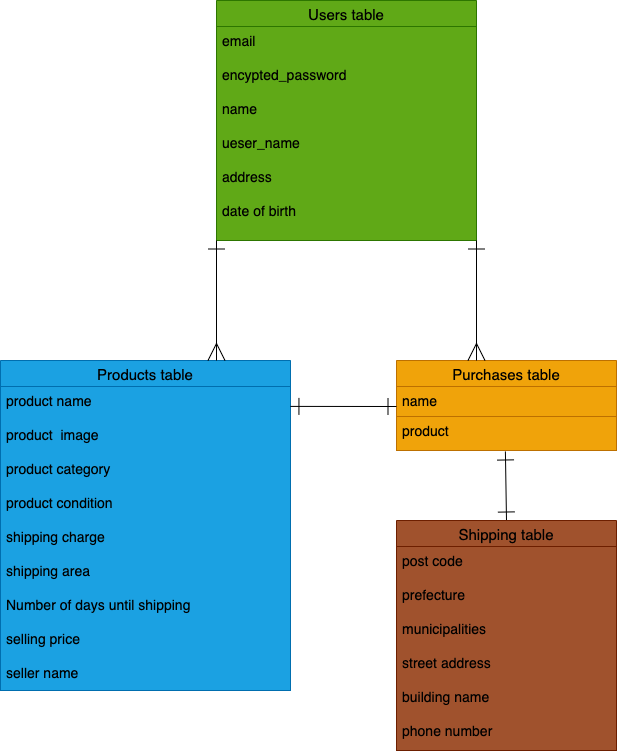 Users table
email
encypted_password
name
ueser_name
address
date of birth
Products table
product name
product  image
product category
product condition
shipping charge
shipping area
Number of days until shipping
selling price
seller name
Purchases table
name
product
Shipping table
post code
prefecture
municipalities
street address
building name
phone number